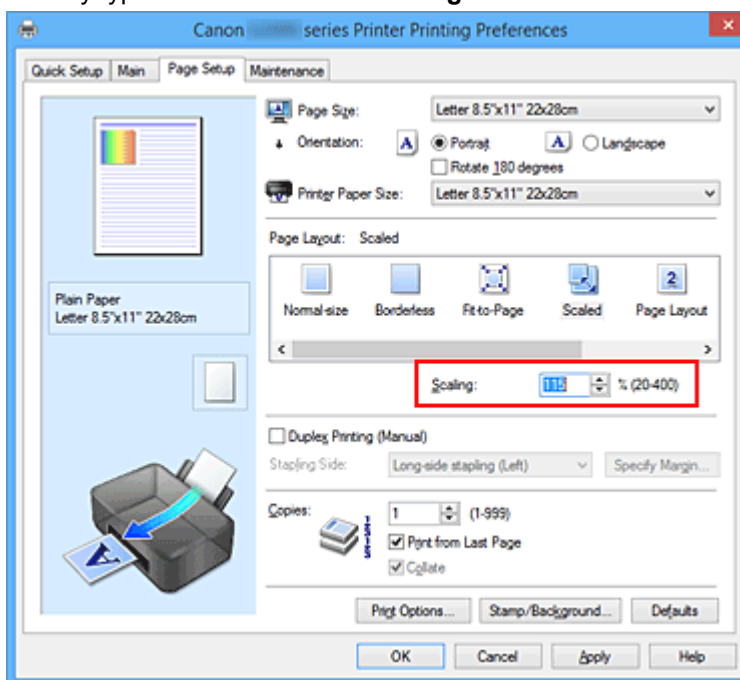 Canon series Printer Printing Preferences
Quick Setup Main Page Setup Maintenance
Page Size: Letter 8.5"x11" 22x28cm
Orientation: A Portrait A Landscape
Rotate 180 degrees
Printer Paper Size: Letter 8.5"x11" 22x28cm
Page Layout: Scaled
Normal-size Borderless Fit-to-Page Scaled 2 Page Layout
Plain Paper
Letter 8.5"x11" 22x28cm
Scaling: 115 % (20-400)
Duplex Printing (Manual)
Stapling Side: Long-side stapling (Left) Specify Margin...
Copies: 1 (1-999)
Print from Last Page
Collate
A
Print Options... Stamp/Background... Defaults
OK Cancel Apply Help